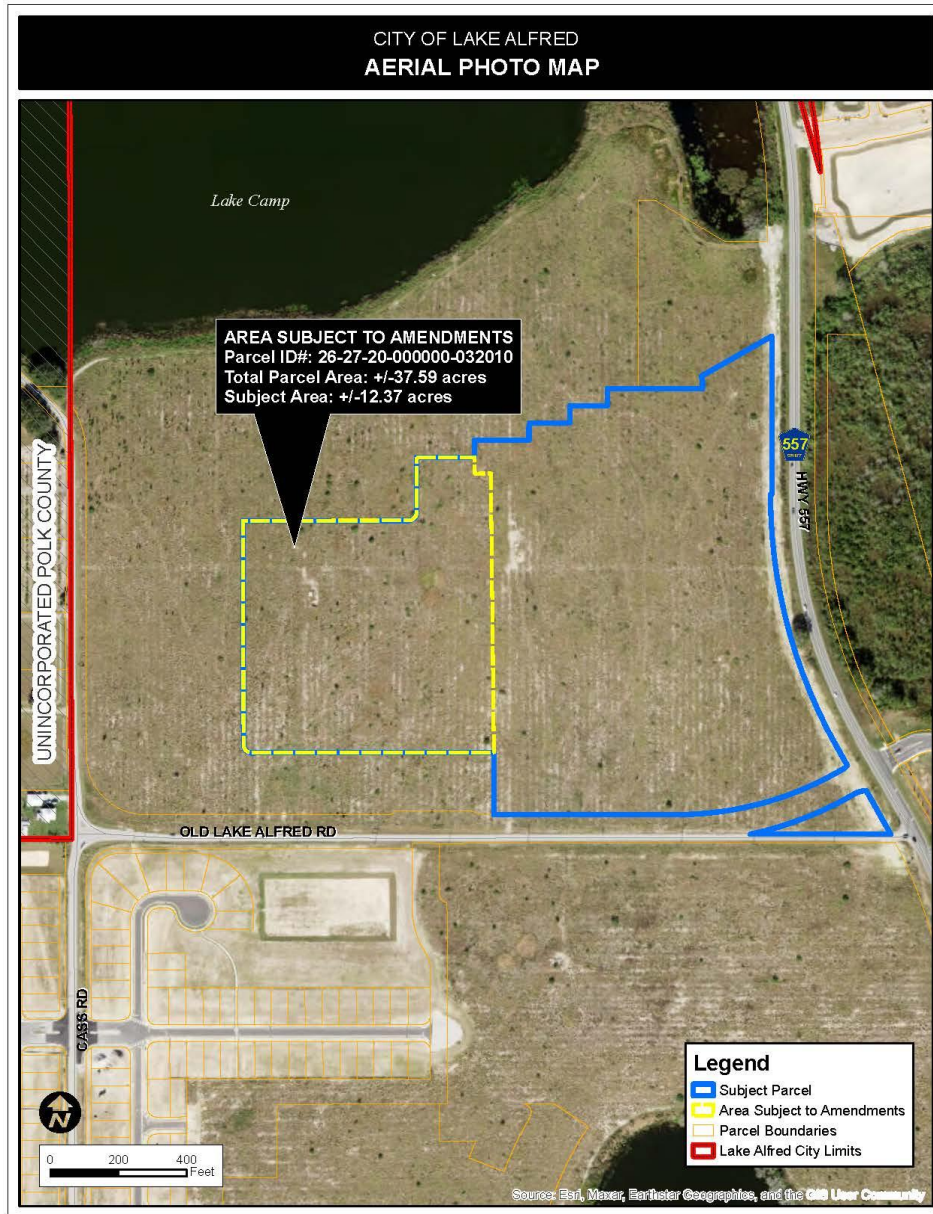 CITY OF LAKE ALFRED
AERIAL PHOTO MAP
Lake Camp
AREA SUBJECT TO AMENDMENTS
Parcel ID#: 26-27-20-000000-032010
Total Parcel Area: +/-37.59 acres
Subject Area: +/-12.37 acres
557
HWY 557
UNINCORPORATED POLK COUNTY
OLD LAKE ALFRED RD
CASS RD
N
0 200 400
Feet
Legend
Subject Parcel
Area Subject to Amendments
Parcel Boundaries
Lake Alfred City Limits
Source: Esri, Maxar, Earthstar Geographics, and the GIS User Community